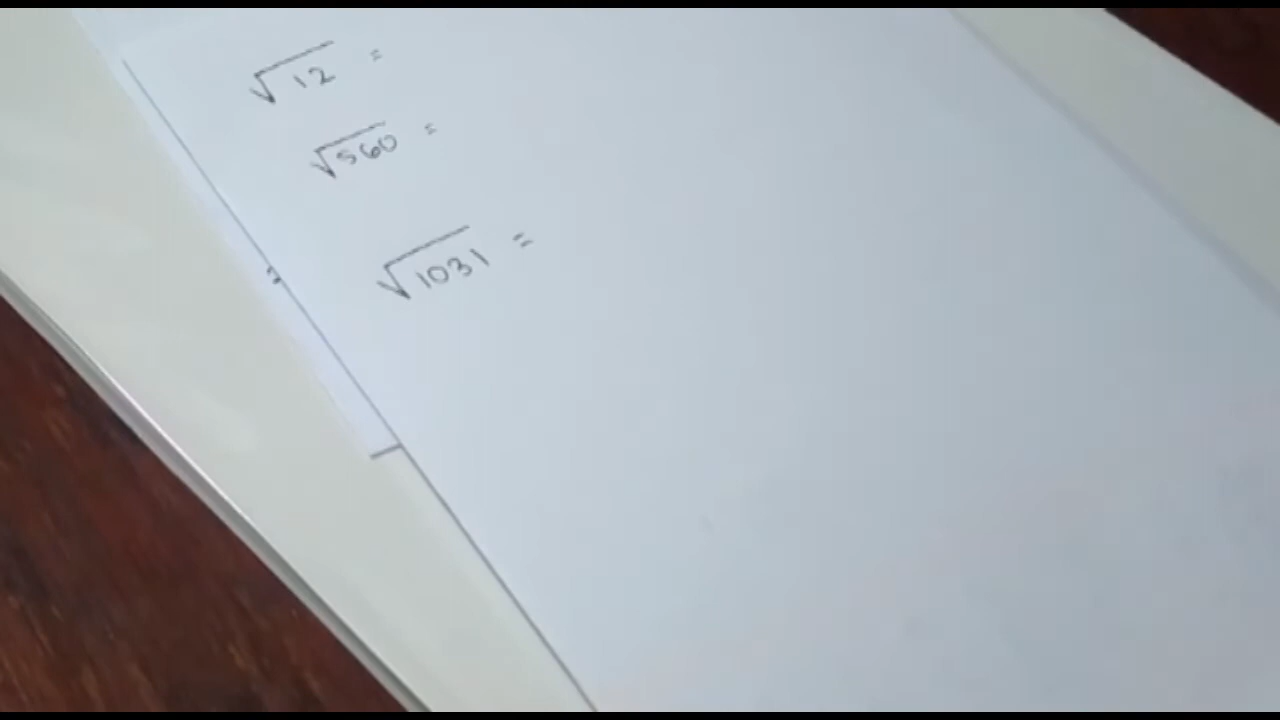 √12 =
√560 =
√1031 =